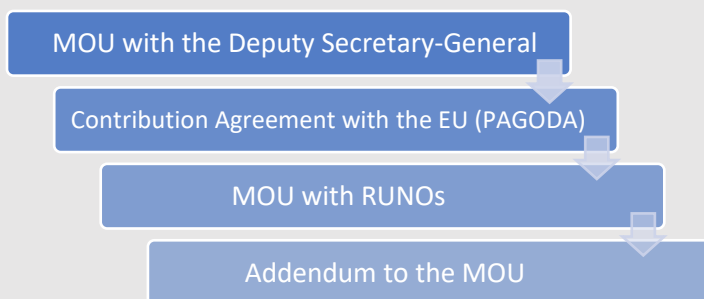 MOU with the Deputy Secretary-General
Contribution Agreement with the EU (PAGODA)
MOU with RUNOs
Addendum to the MOU